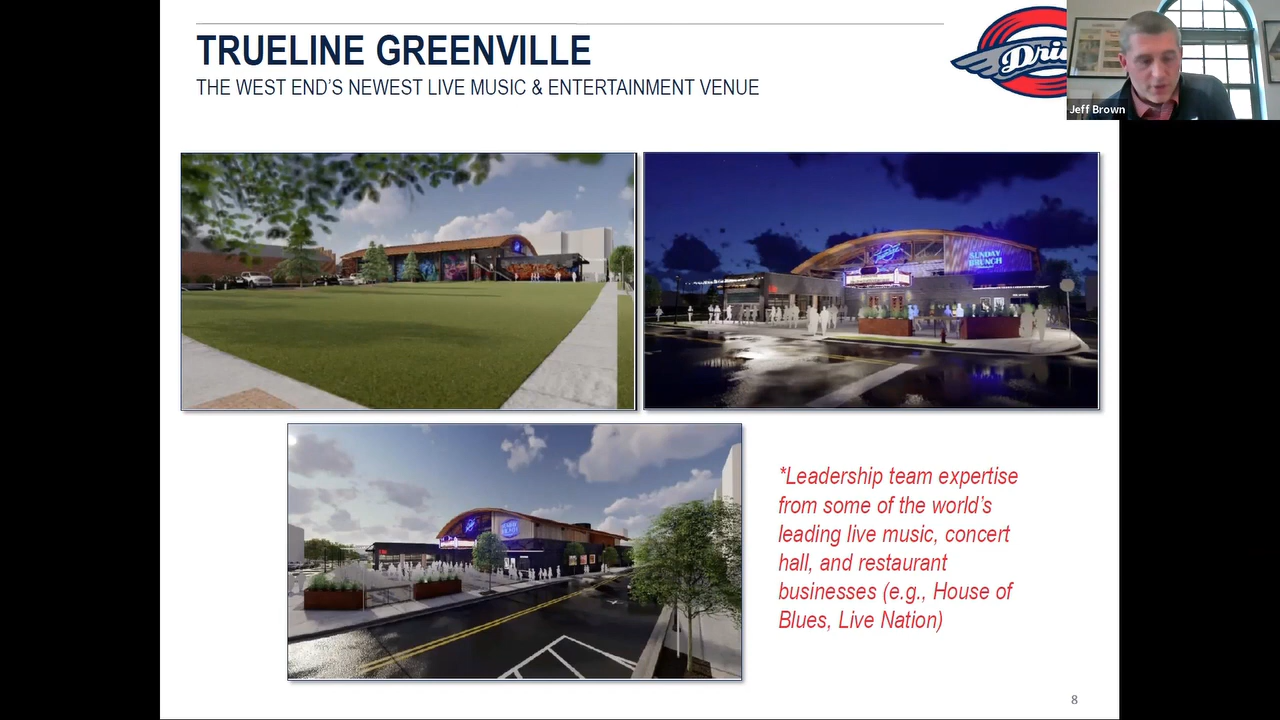 TRUELINE GREENVILLE
THE WEST END'S NEWEST LIVE MUSIC & ENTERTAINMENT VENUE
Jeff Brown
SUNDAY
BRUNCH
*Leadership team expertise
from some of the world's
leading live music, concert
hall, and restaurant
businesses (e.g., House of
Blues, Live Nation)
8